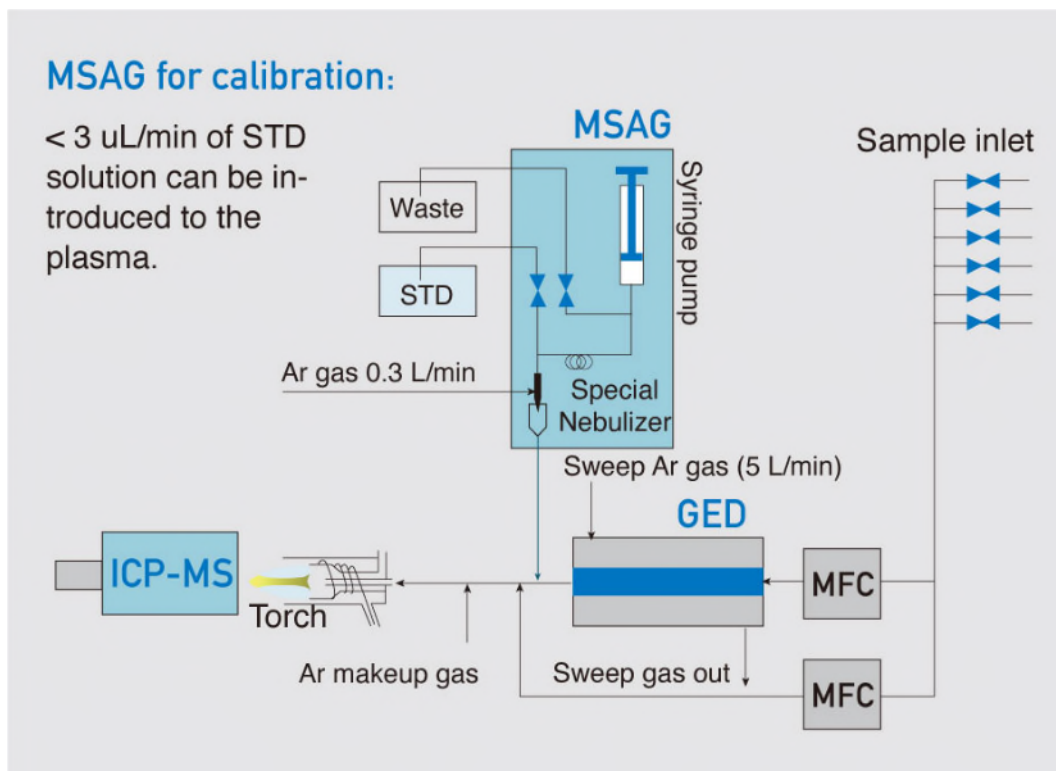 MSAG for calibration:
< 3 uL/min of STD
solution can be in-
troduced to the
plasma.
MSAG
Syringe pump
Sample inlet
Waste
STD
Ar gas 0.3 L/min
Special
Nebulizer
Sweep Ar gas (5 L/min)
GED
ICP-MS
Torch
MFC
Ar makeup gas
Sweep gas out
MFC